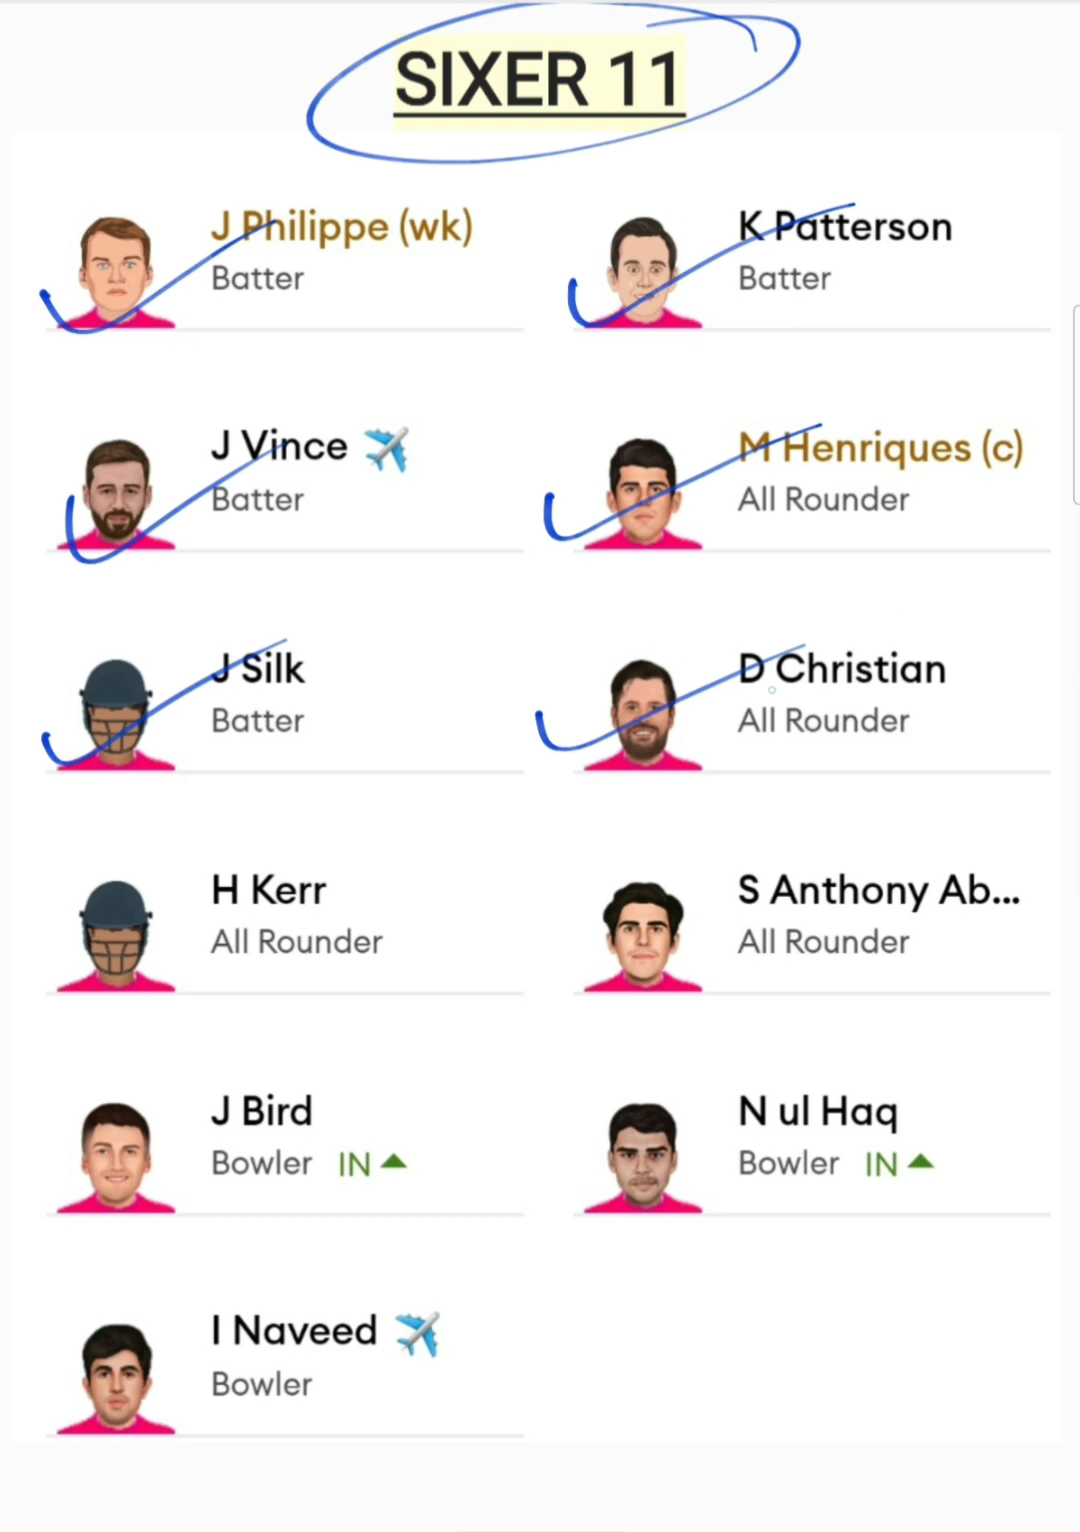 SIXER 11
J Philippe (wk)
Batter
K Patterson
Batter
J Vince
Batter
M Henriques (c)
All Rounder
J Silk
Batter
D Christian
All Rounder
H Kerr
All Rounder
S Anthony Ab...
All Rounder
J Bird
Bowler IN
N ul Haq
Bowler IN
I Naveed
Bowler